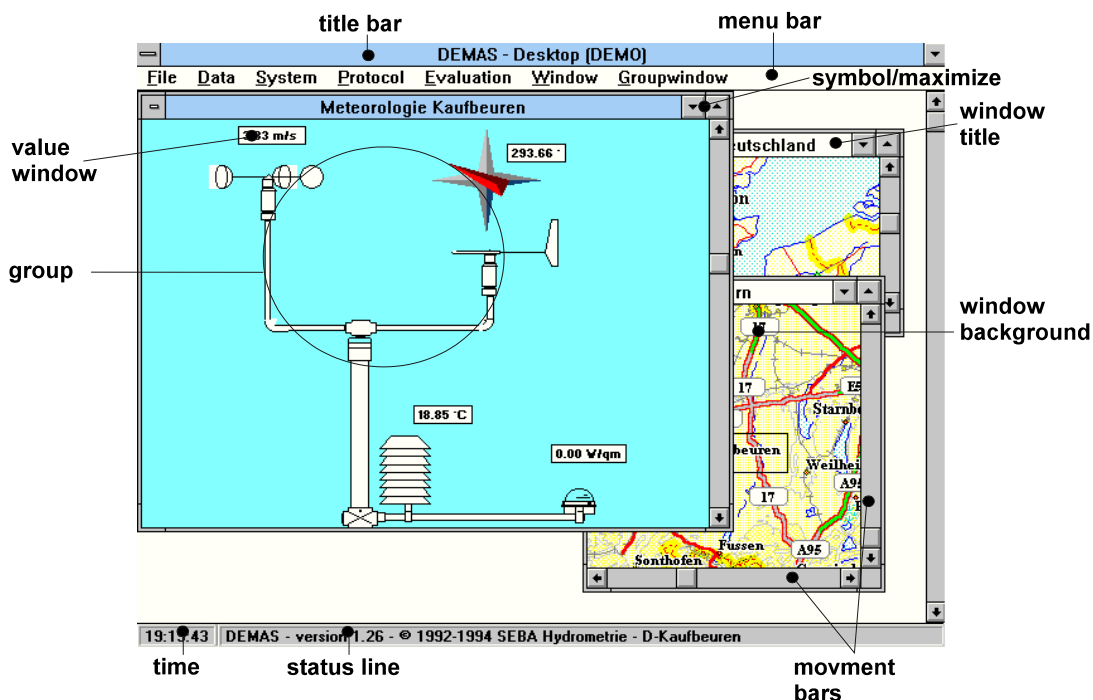 title bar
menu bar
DEMAS - Desktop (DEMO)
File Data System Protocol Evaluation Window Groupwindow
symbol/maximize
Meteorologie Kaufbeuren
window
title
value
window
m/s
293.66 °
eutschland
on
n
group
rn
window
background
17
17
E5
Starnb
18.85 °C
0.00 W/qm
beuren
Weilhei
A95
17
A95
Fussen
Sonthofen
19:19:43 DEMAS - version 1.26 - © 1992-1994 SEBA Hydrometrie - D-Kaufbeuren
time
status line
movment
bars